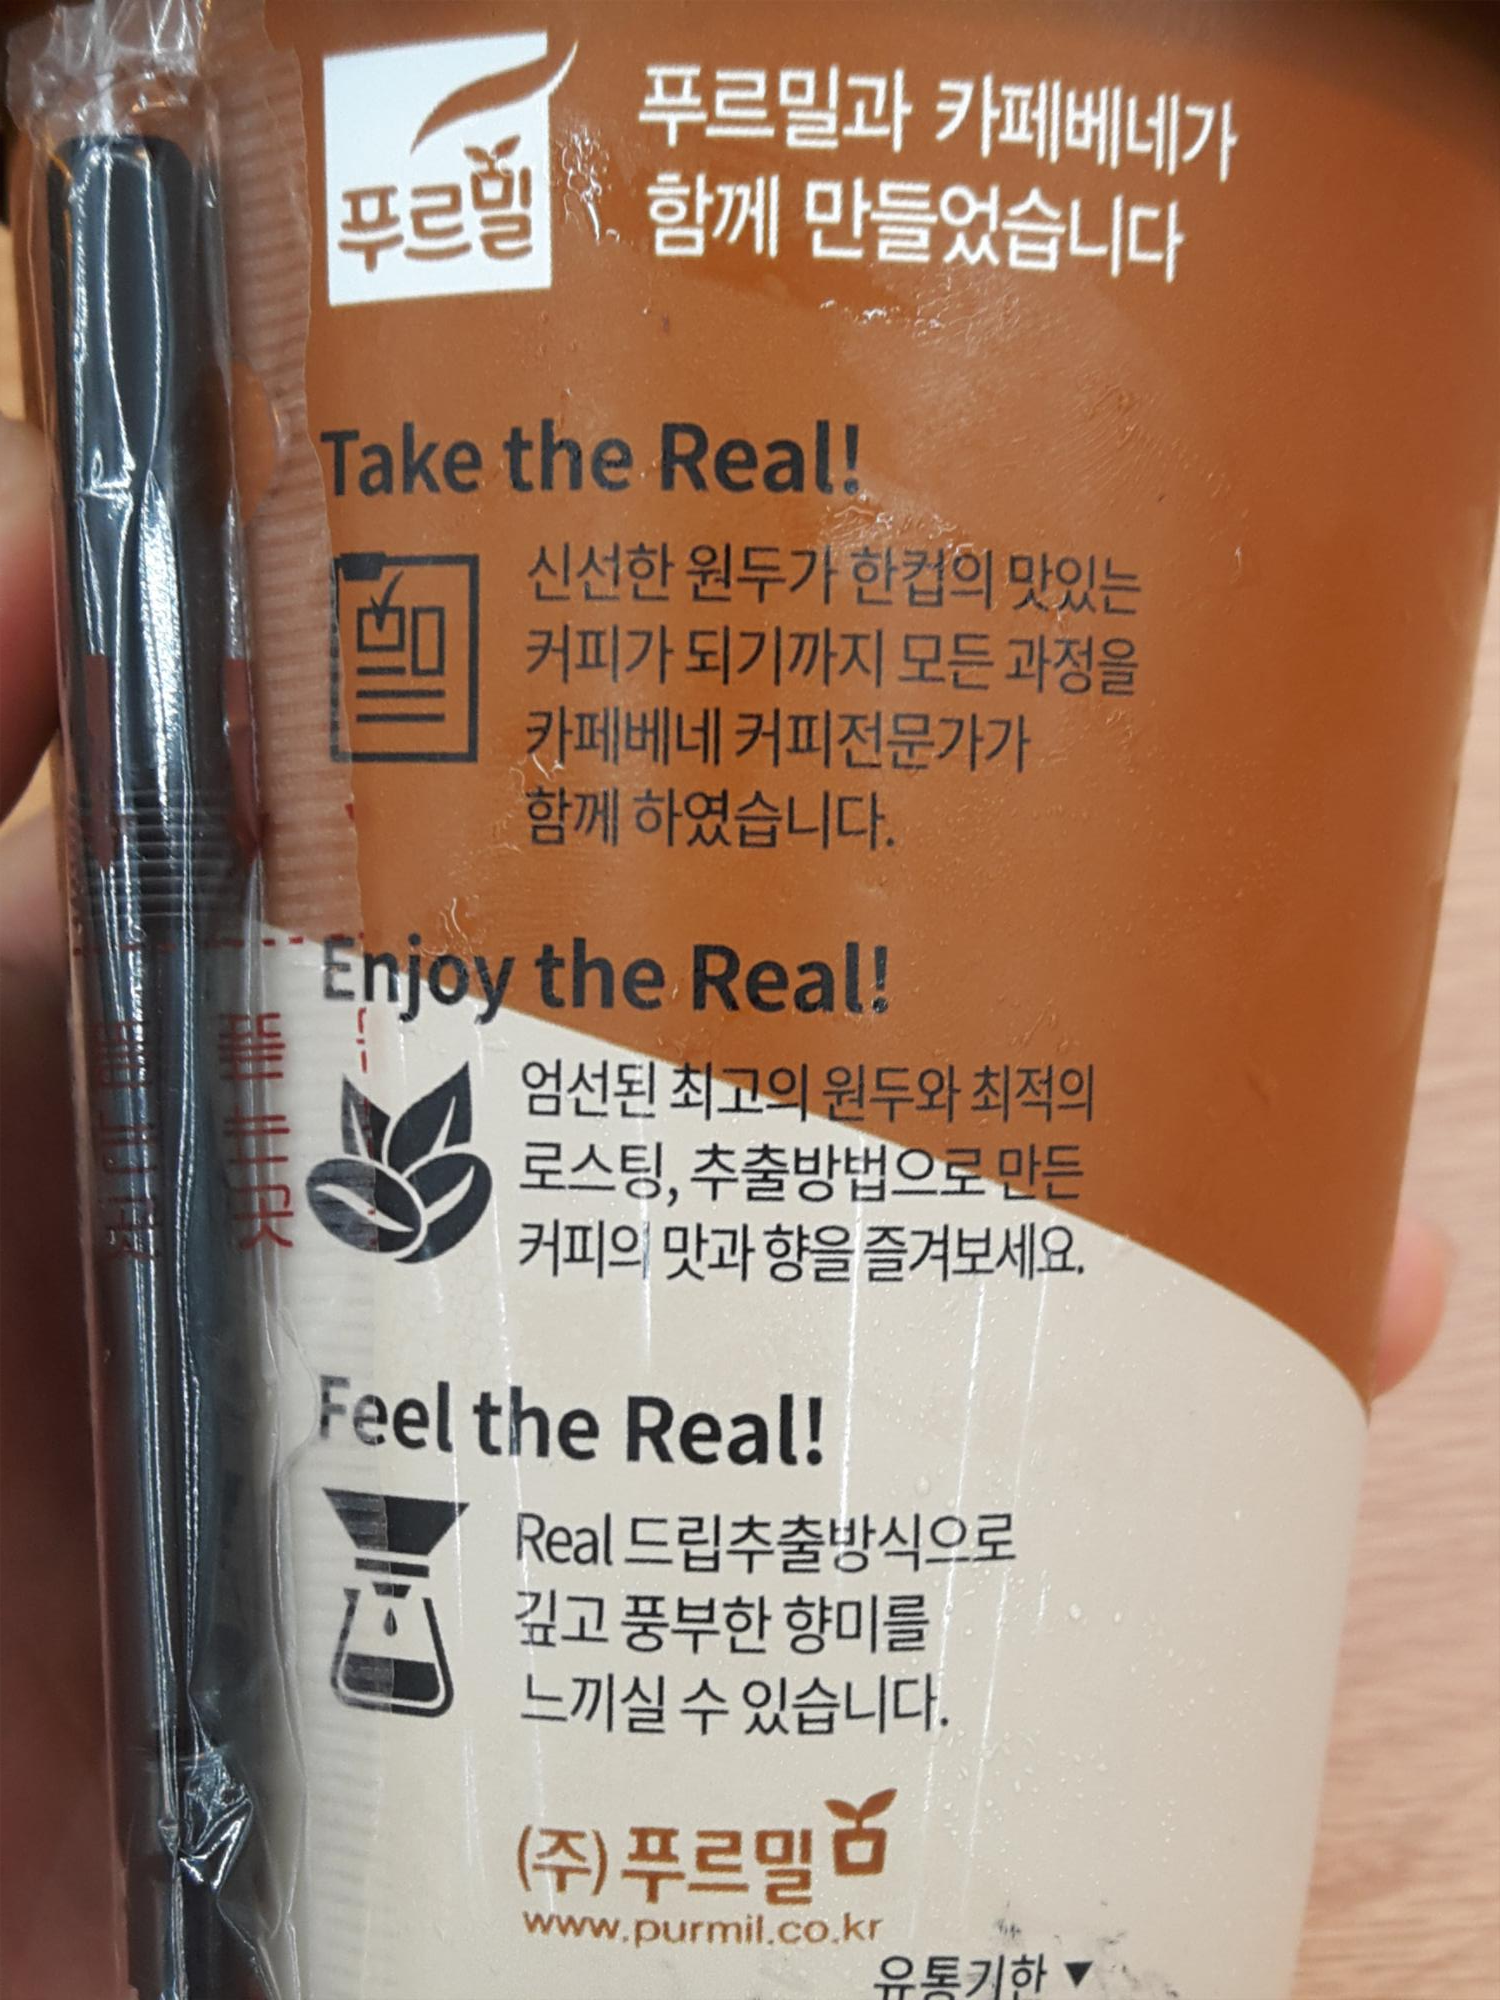 푸르밀
푸르밀과 카페베네가
함께 만들었습니다
Take the Real!
신선한 원두가 한컵의 맛있는
커피가 되기까지 모든 과정을
카페베네 커피전문가가
함께 하였습니다.
Enjoy the Real!
엄선된 최고의 원두와 최적의
로스팅, 추출방법으로 만든
커피의 맛과 향을 즐겨보세요.
Feel the Real!
Real 드립추출방식으로
깊고 풍부한 향미를
느끼실 수 있습니다.
(주)푸르밀
www.purmil.co.kr
유통기한▼
뜯는곳
뜯는곳